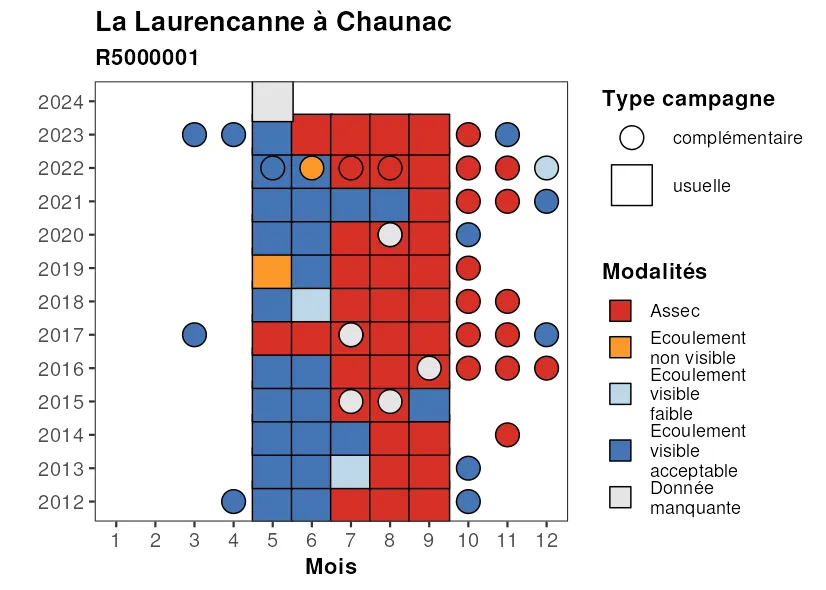 La Laurencanne à Chaunac
R5000001
2024
2023
2022
2021
2020
2019
2018
2017
2016
2015
2014
2013
2012
1 2 3 4 5 6 7 8 9 10 11 12
Mois
Type campagne
complémentaire
usuelle
Modalités
Assec
Ecoulement
non visible
Ecoulement
visible
faible
Ecoulement
visible
acceptable
Donnée
manquante